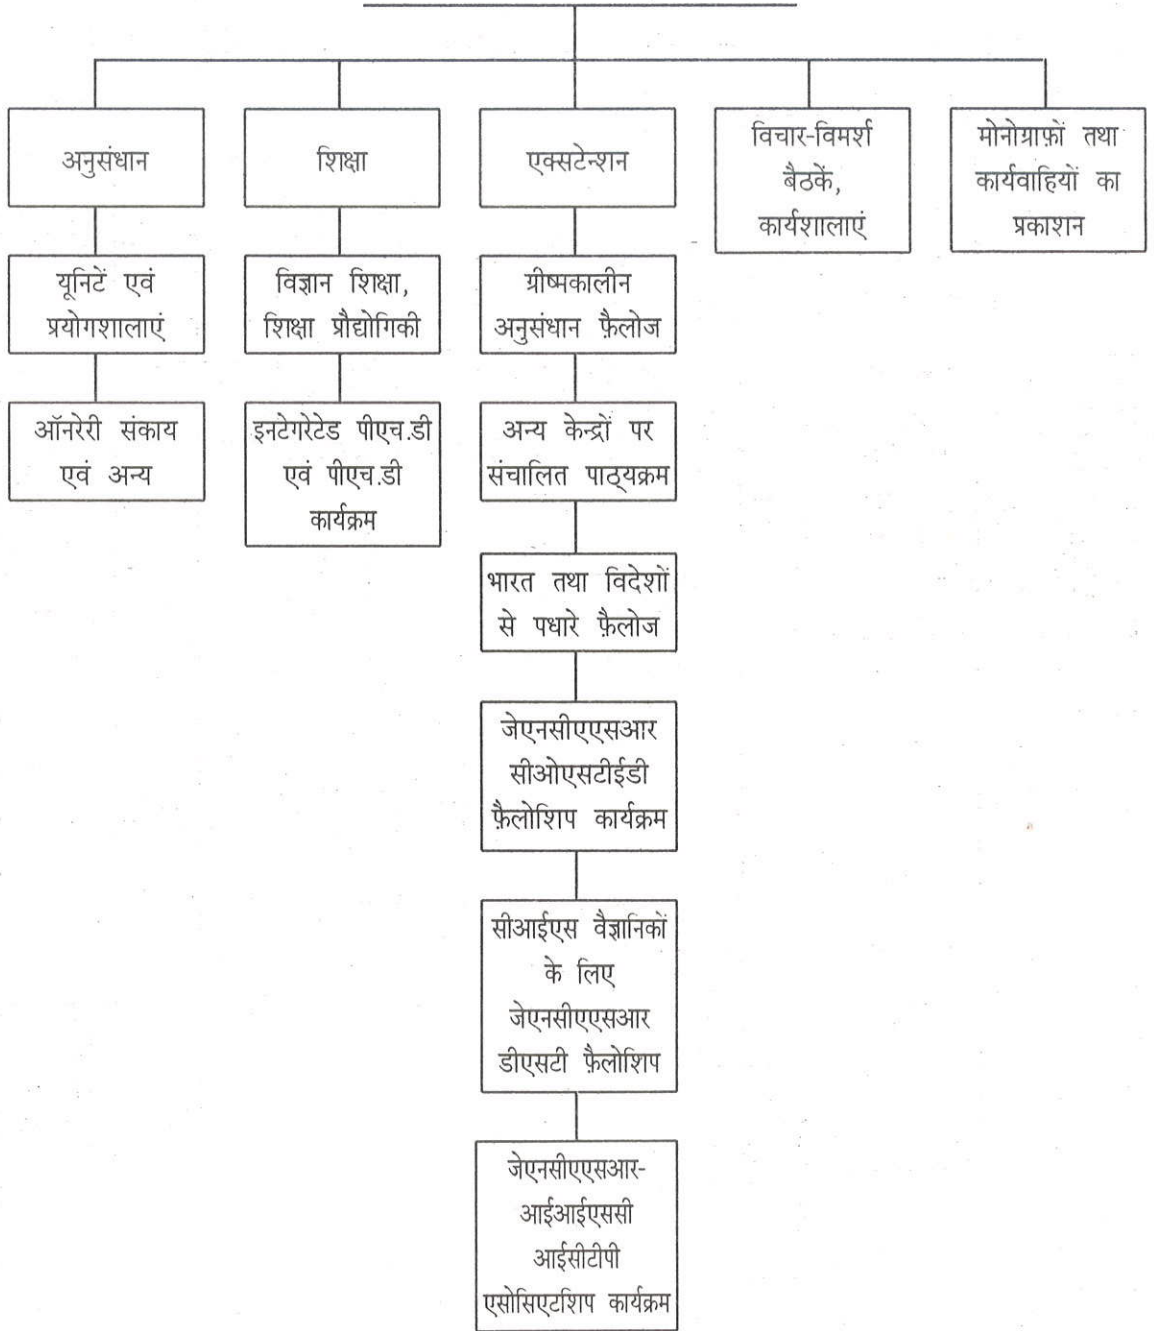 अनुसंधान
यूनिटें एवं
प्रयोगशालाएं
ऑनरेरी संकाय
एवं अन्य
शिक्षा
विज्ञान शिक्षा,
शिक्षा प्रौद्योगिकी
इनटेगरेटेड पीएच.डी
एवं पीएच.डी
कार्यक्रम
एक्सटेन्शन
ग्रीष्मकालीन
अनुसंधान फ़ैलोज
अन्य केन्द्रों पर
संचालित पाठ्यक्रम
भारत तथा विदेशों
से पधारे फ़ैलोज
जेएनसीएएसआर
सीओएसटीईडी
फ़ैलोशिप कार्यक्रम
सीआईएस वैज्ञानिकों
के लिए
जेएनसीएएसआर
डीएसटी फ़ैलोशिप
जेएनसीएएसआर-
आईआईएससी
आईसीटीपी
एसोसिएटशिप कार्यक्रम
विचार-विमर्श
बैठकें,
कार्यशालाएं
मोनोग्राफ़ों तथा
कार्यवाहियों का
प्रकाशन